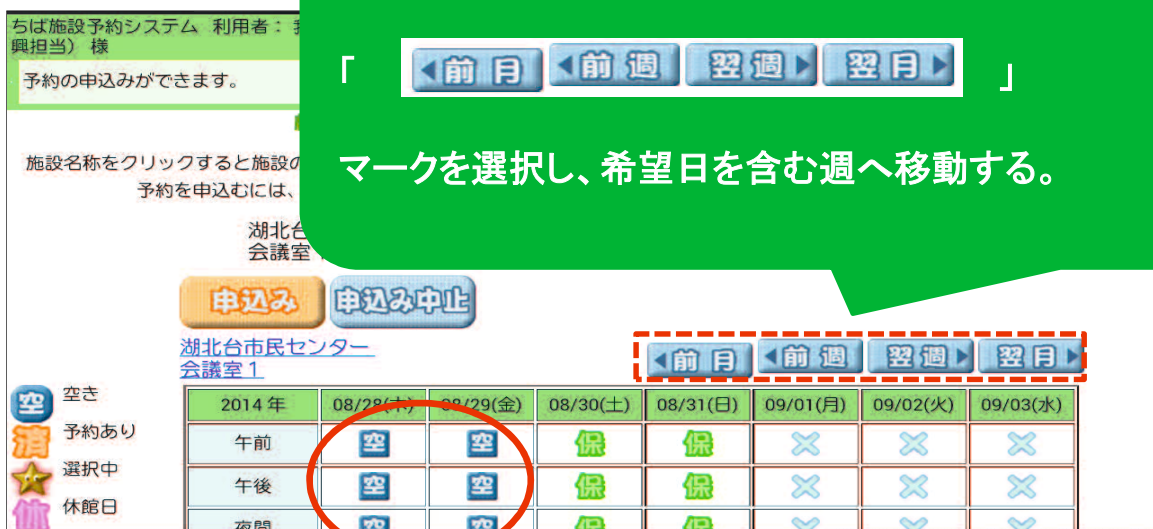 ちば施設予約システム 利用者：
興担当） 様
予約の申込みができます。
「 前月 前週 翌週 翌月 」
マークを選択し、希望日を含む週へ移動する。
施設名称をクリックすると施設の
予約を申込むには、
湖北台
会議室
申込み 申込み中止
湖北台市民センター
会議室１
前月 前週 翌週 翌月
空 空き
済 予約あり
選択中
休 休館日
2014年 08/28(木) 08/29(金) 08/30(土) 08/31(日) 09/01(月) 09/02(火) 09/03(水)
午前 空 空 保 保
午後 空 空 保 保
夜間 空 空 保 保